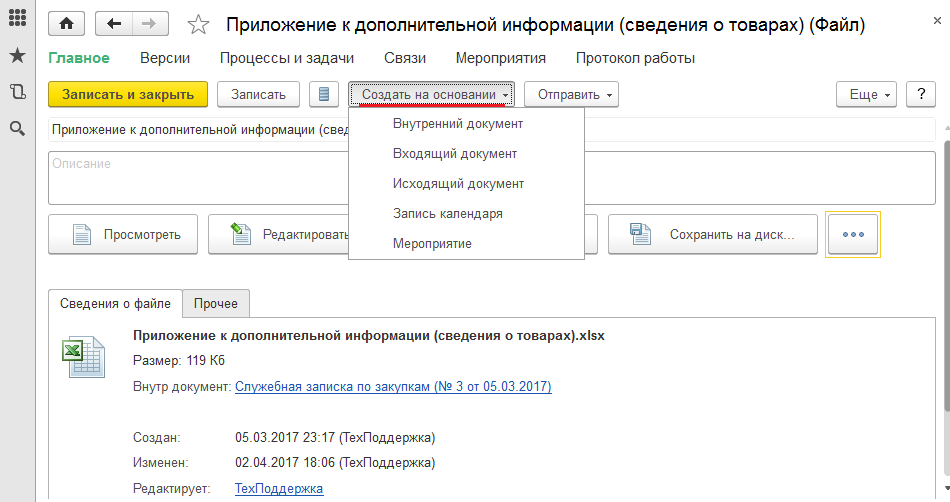 Приложение к дополнительной информации (сведения о товарах) (Файл)
Главное Версии Процессы и задачи Связи Мероприятия Протокол работы
Записать и закрыть Записать Создать на основании Отправить Еще ?
Приложение к дополнительной информации (свед
Внутренний документ
Входящий документ
Исходящий документ
Запись календаря
Мероприятие
Описание
Просмотреть Редактировать Сохранить на диск...
Сведения о файле Прочее
Приложение к дополнительной информации (сведения о товарах).xlsx
Размер: 119 Кб
Внутр документ: Служебная записка по закупкам (№ 3 от 05.03.2017)
Создан: 05.03.2017 23:17 (ТехПоддержка)
Изменен: 02.04.2017 18:06 (ТехПоддержка)
Редактирует: ТехПоддержка